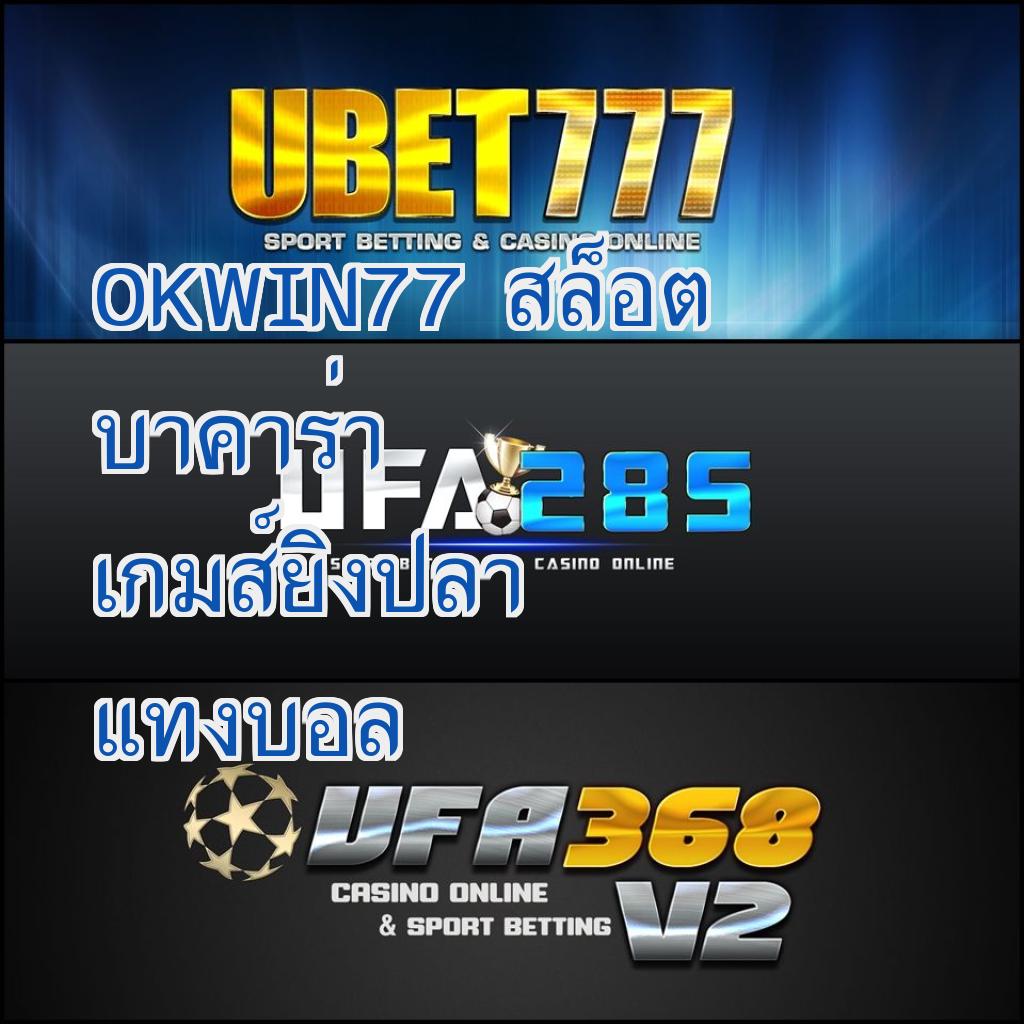 UBET777
SPORT BETTING & CASINO ONLINE
OKWIN77 สล็อต
บาคาร่า
UFA285
CASINO ONLINE
เกมส์ยิงปลา
แทงบอล
UFA368
CASINO ONLINE
& SPORT BETTING
V2